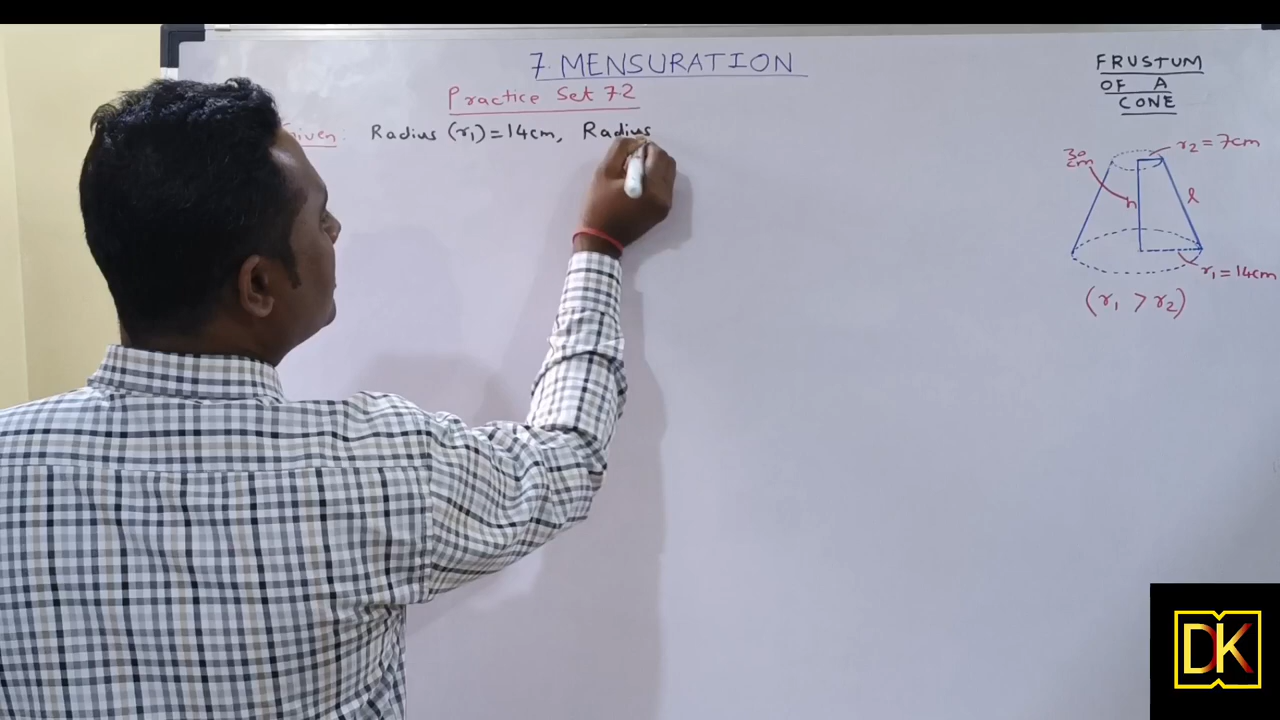 7. MENSURATION
Practice Set 7.2
Given: Radius (r₁) = 14cm, Radius
FRUSTUM
OF A
CONE
r₂ = 7cm
30 cm
h
l
r₁ = 14cm
(r₁ > r₂)
DK